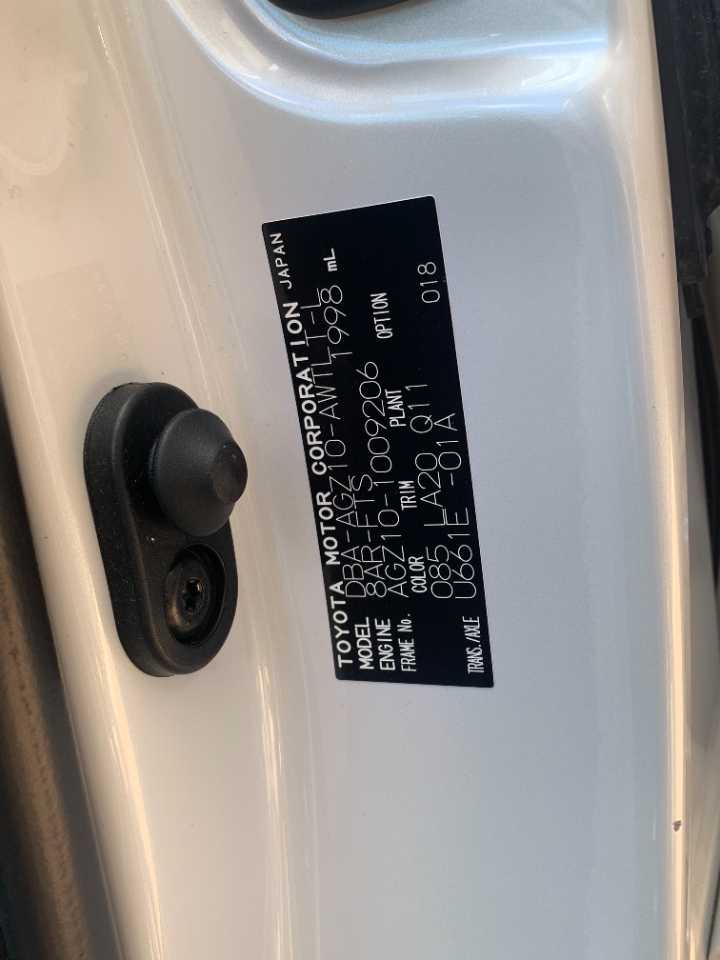 TOYOTA MOTOR CORPORATION JAPAN
MODEL DBA-AGZ10-AWTLT-L
ENGINE 8AR-FTS 1998 mL
FRAME No. AGZ10-1009206
COLOR TRIM PLANT OPTION
085 LA20 Q11 018
TRANS./AXLE U661E -01A